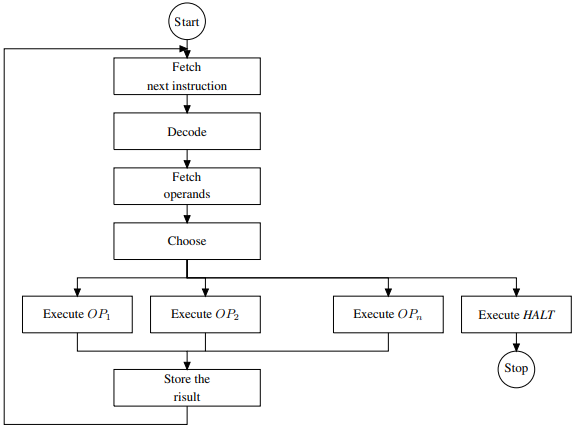 Start
Fetch
next instruction
Decode
Fetch
operands
Choose
Execute OP₁
Execute OP₂
Execute OPₙ
Execute HALT
Stop
Store the
risult